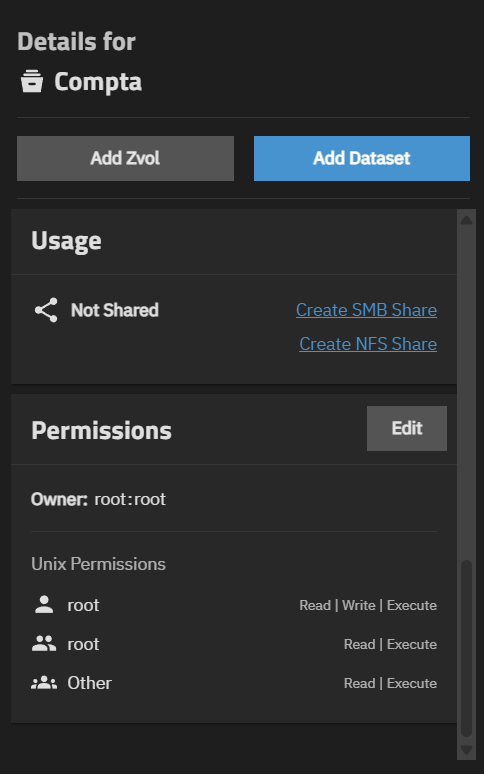 Details for
Compta
Add Zvol
Add Dataset
Usage
Not Shared
Create SMB Share
Create NFS Share
Permissions
Edit
Owner: root:root
Unix Permissions
root Read | Write | Execute
root Read | Execute
Other Read | Execute